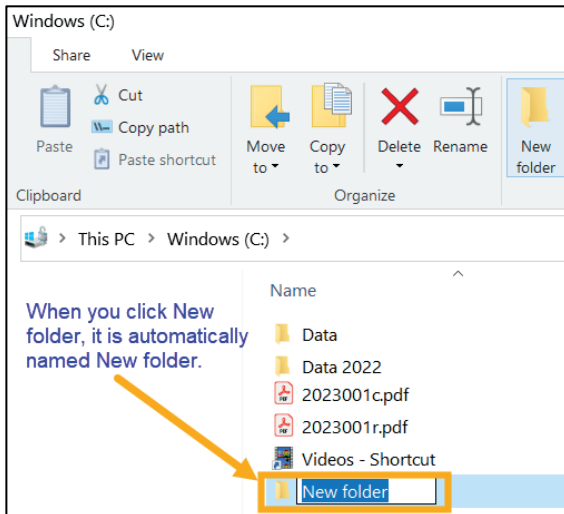 Windows (C:)
Share View
Cut
Copy path
Paste
Paste shortcut
Move to
Copy to
Delete
Rename
New folder
Clipboard
Organize
This PC > Windows (C:) >
Name
When you click New
folder, it is automatically
named New folder.
Data
Data 2022
2023001c.pdf
2023001r.pdf
Videos - Shortcut
New folder